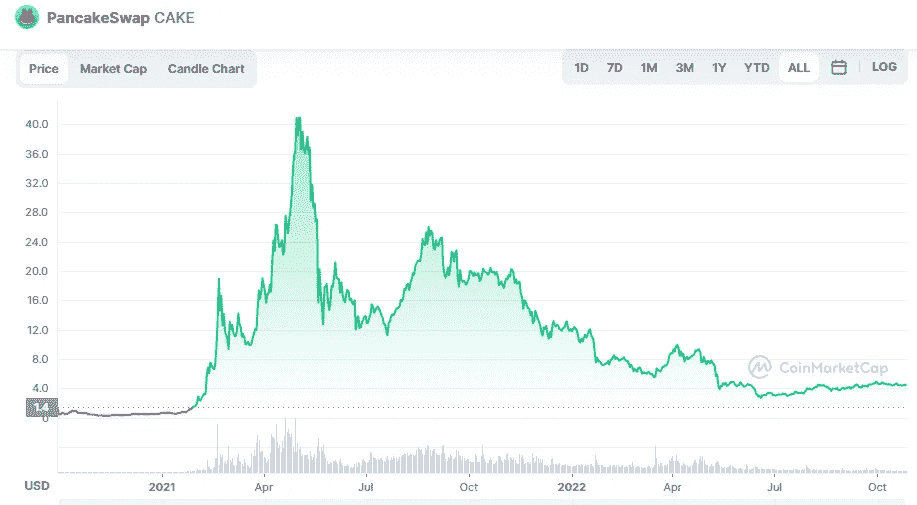 PancakeSwap CAKE
Price Market Cap Candle Chart 1D 7D 1M 3M 1Y YTD ALL LOG
40.0
36.0
32.0
28.0
24.0
20.0
16.0
12.0
8.0
CoinMarketCap
4.0
0
USD 2021 Apr Jul Oct 2022 Apr Jul Oct